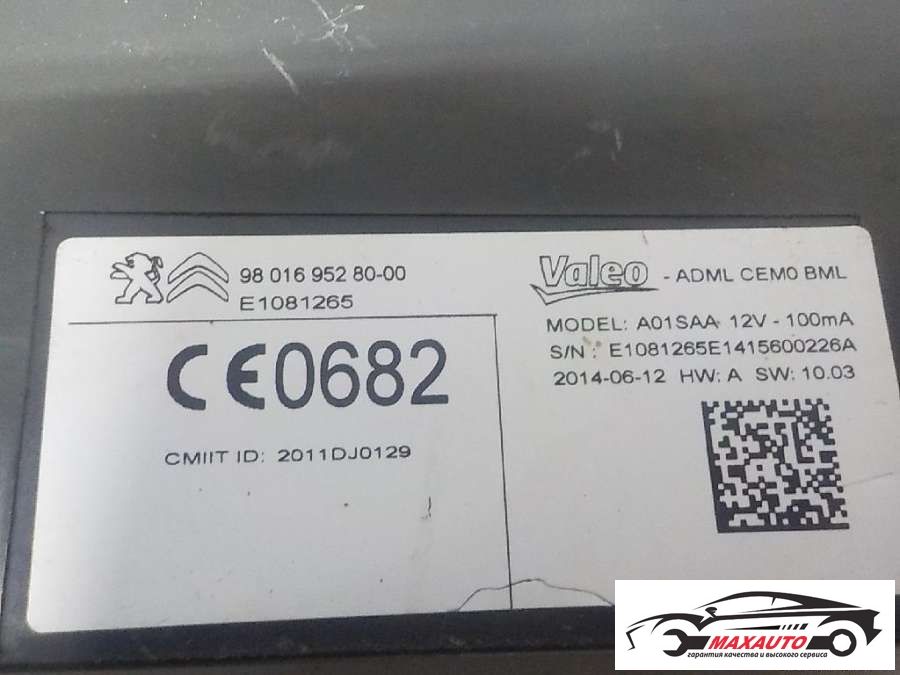 98 016 952 80-00
E1081265
CE0682
CMIIT ID: 2011DJ0129
Valeo - ADML CEM0 BML
MODEL: A01SAA 12V - 100mA
S/N : E1081265E1415600226A
2014-06-12 HW: A SW: 10.03
MAXAUTO
гарантия качества и высокого сервиса